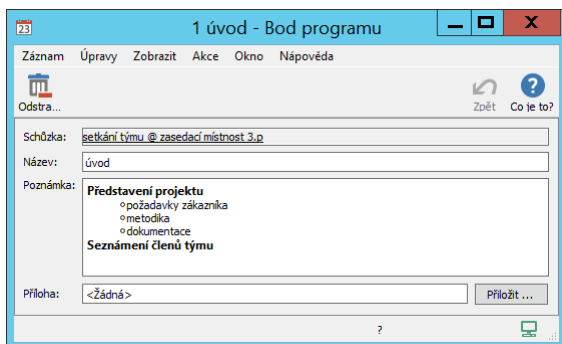 23
1 úvod - Bod programu
Záznam Úpravy Zobrazit Akce Okno Nápověda
Odstra... Zpět Co je to?
Schůzka: setkání týmu @ zasedací místnost 3.p
Název: úvod
Poznámka: Představení projektu
požadavky zákazníka
metodika
dokumentace
Seznámení členů týmu
Příloha: <Žádná> Přiložit ...
?